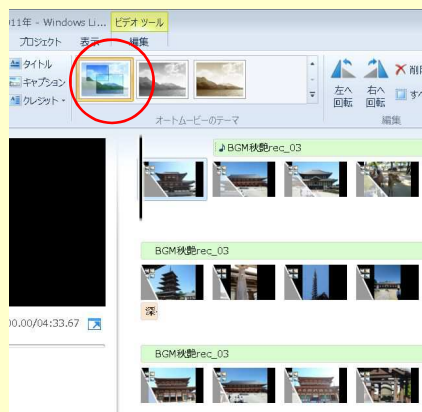 011年 - Windows Li... ビデオ ツール
プロジェクト 表示 編集
タイトル
キャプション
クレジット
左へ回転
右へ回転
削除
オートムービーのテーマ
編集
BGM秋艶rec_03
BGM秋艶rec_03
深
00.00/04:33.67
BGM秋艶rec_03